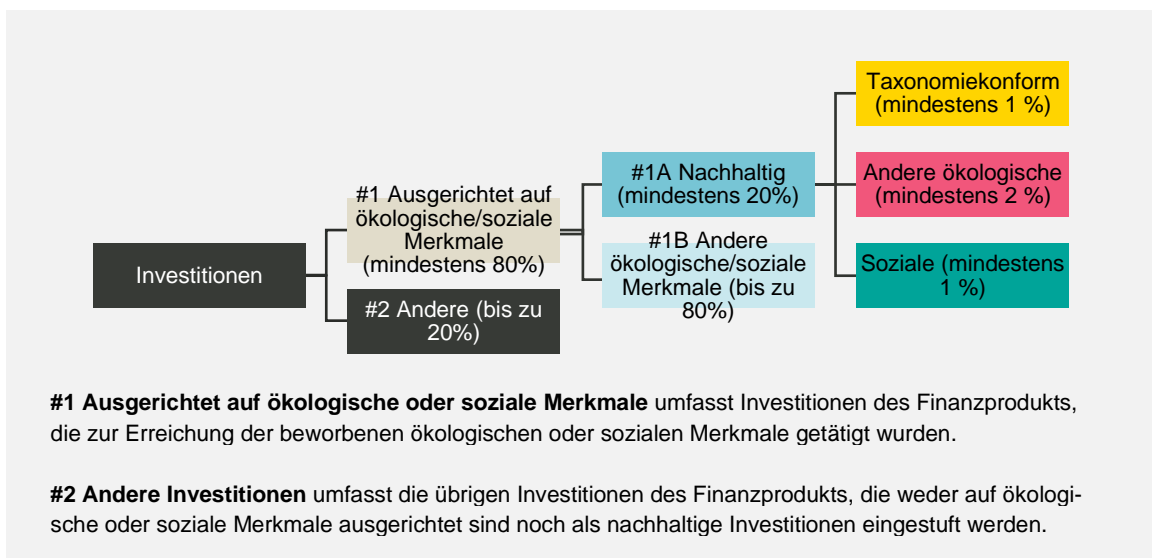 Investitionen
#1 Ausgerichtet auf
ökologische/soziale
Merkmale
(mindestens 80%)
#2 Andere (bis zu
20%)
#1A Nachhaltig
(mindestens 20%)
#1B Andere
ökologische/soziale
Merkmale (bis zu
80%)
Taxonomiekonform
(mindestens 1 %)
Andere ökologische
(mindestens 2 %)
Soziale (mindestens
1 %)
#1 Ausgerichtet auf ökologische oder soziale Merkmale umfasst Investitionen des Finanzprodukts,
die zur Erreichung der beworbenen ökologischen oder sozialen Merkmale getätigt wurden.
#2 Andere Investitionen umfasst die übrigen Investitionen des Finanzprodukts, die weder auf ökologi-
sche oder soziale Merkmale ausgerichtet sind noch als nachhaltige Investitionen eingestuft werden.